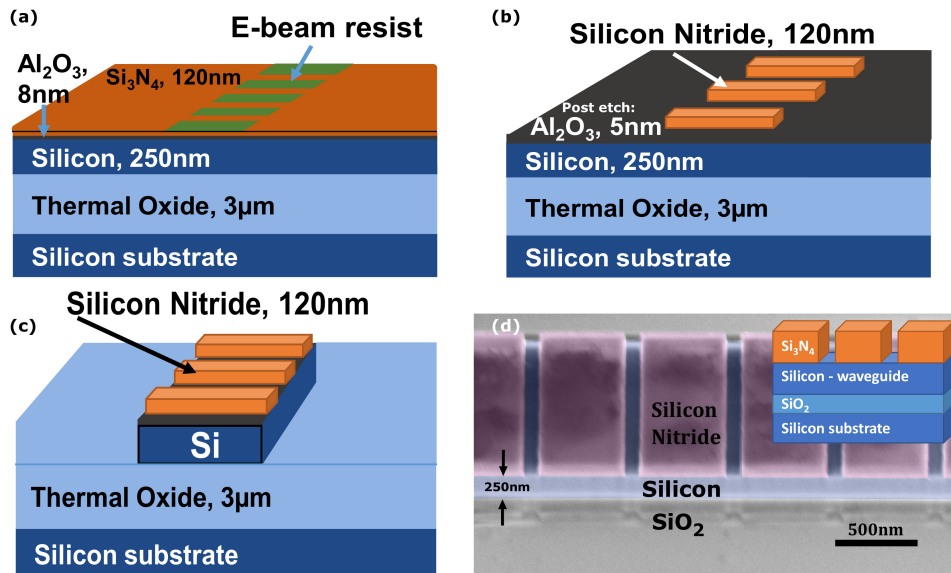 (a)
E-beam resist
Al₂O₃,
8nm
Si₃N₄, 120nm
Silicon, 250nm
Thermal Oxide, 3µm
Silicon substrate
(b)
Silicon Nitride, 120nm
Post etch:
Al₂O₃, 5nm
Silicon, 250nm
Thermal Oxide, 3µm
Silicon substrate
(c)
Silicon Nitride, 120nm
Si
Thermal Oxide, 3µm
Silicon substrate
(d)
Si₃N₄
Silicon - waveguide
SiO₂
Silicon substrate
Silicon
Nitride
250nm
Silicon
SiO₂
500nm